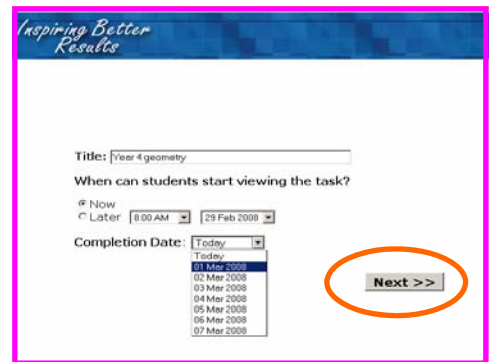 Inspiring Better
Results
Title: Year 4 geometry
When can students start viewing the task?
Now
Later 8:00 AM 29 Feb 2008
Completion Date: Today
Today
01 Mar 2008
02 Mar 2008
03 Mar 2008
04 Mar 2008
05 Mar 2008
06 Mar 2008
07 Mar 2008
Next >>